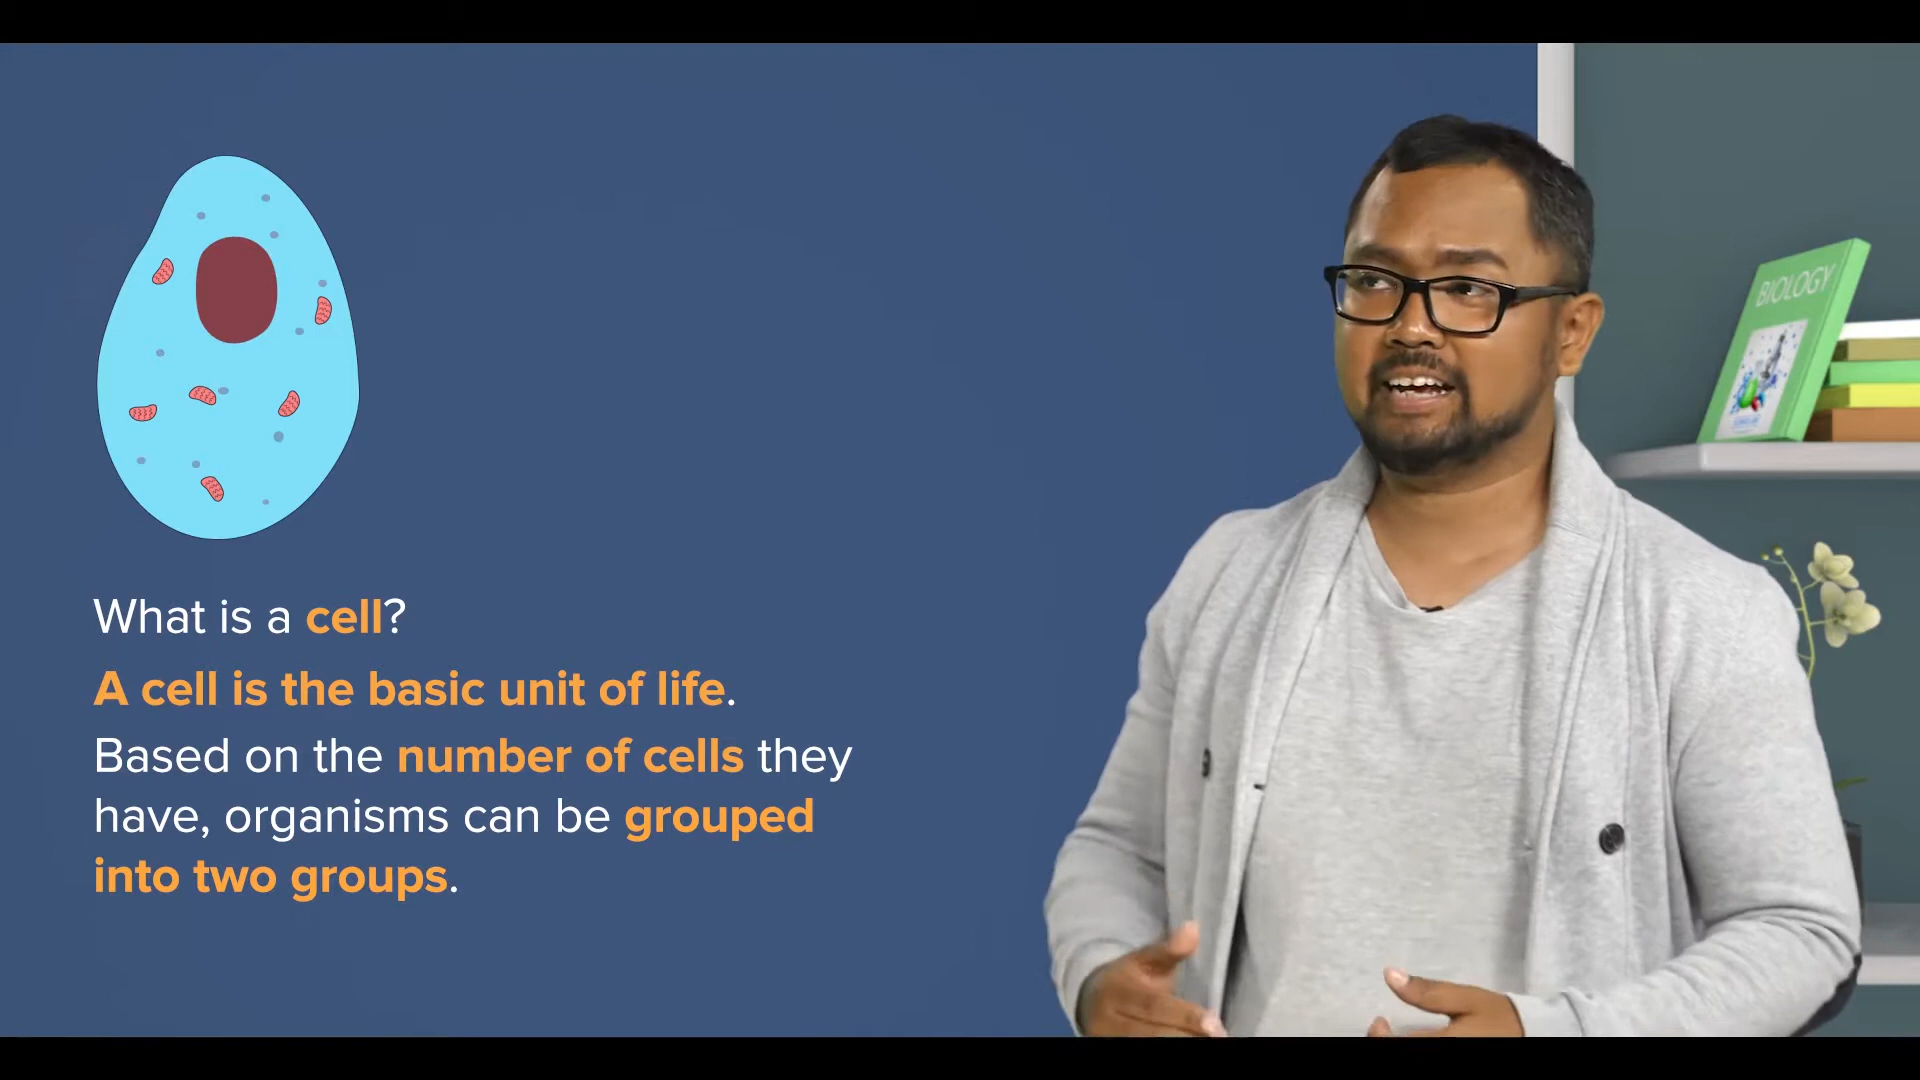 What is a cell?
A cell is the basic unit of life.
Based on the number of cells they
have, organisms can be grouped
into two groups.
BIOLOGY